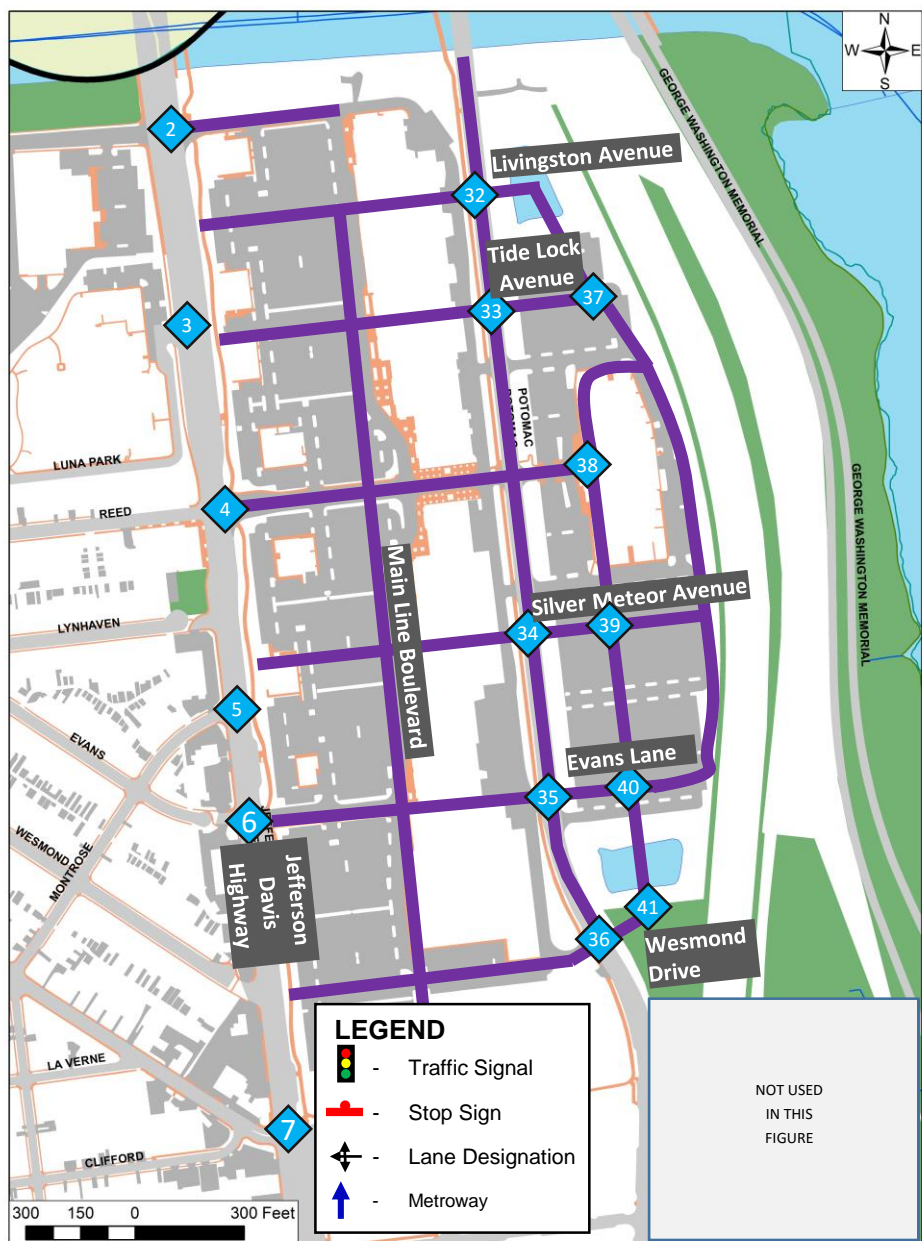 N
W E
S
GEORGE WASHINGTON MEMORIAL
2
Livingston Avenue
32
Tide Lock
Avenue
37
33
3
POTOMAC
POTOMAC
LUNA PARK
38
REED
4
GEORGE WASHINGTON MEMORIAL
Main Line Boulevard
Silver Meteor Avenue
LYNHAVEN
34
39
5
EVANS
Evans Lane
40
35
6
WESMOND
MONTROSE
Jefferson
Davis
Highway
41
36
Wesmond
Drive
LEGEND
- Traffic Signal
- Stop Sign
- Lane Designation
- Metroway
NOT USED
IN THIS
FIGURE
LA VERNE
7
CLIFFORD
300 150 0 300 Feet